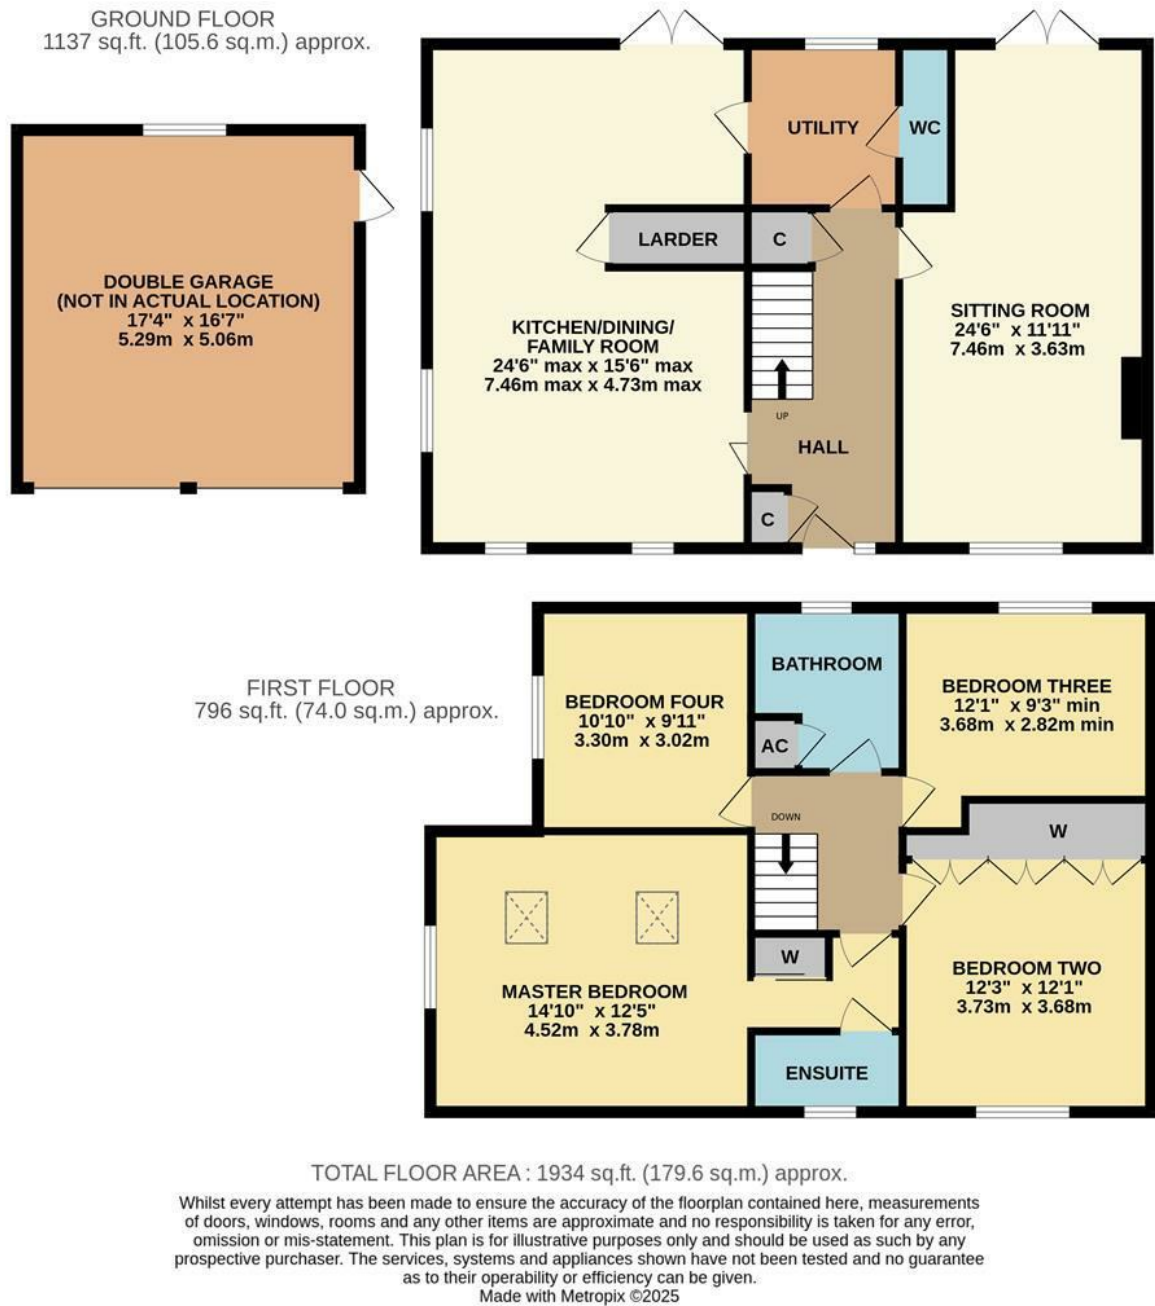 GROUND FLOOR
1137 sq.ft. (105.6 sq.m.) approx.
DOUBLE GARAGE
(NOT IN ACTUAL LOCATION)
17'4" x 16'7"
5.29m x 5.06m
UTILITY
WC
LARDER
C
KITCHEN/DINING/
FAMILY ROOM
24'6" max x 15'6" max
7.46m max x 4.73m max
SITTING ROOM
24'6" x 11'11"
7.46m x 3.63m
UP
HALL
C
FIRST FLOOR
796 sq.ft. (74.0 sq.m.) approx.
BEDROOM FOUR
10'10" x 9'11"
3.30m x 3.02m
BATHROOM
AC
BEDROOM THREE
12'1" x 9'3" min
3.68m x 2.82m min
DOWN
W
W
MASTER BEDROOM
14'10" x 12'5"
4.52m x 3.78m
BEDROOM TWO
12'3" x 12'1"
3.73m x 3.68m
ENSUITE
TOTAL FLOOR AREA : 1934 sq.ft. (179.6 sq.m.) approx.
Whilst every attempt has been made to ensure the accuracy of the floorplan contained here, measurements
of doors, windows, rooms and any other items are approximate and no responsibility is taken for any error,
omission or mis-statement. This plan is for illustrative purposes only and should be used as such by any
prospective purchaser. The services, systems and appliances shown have not been tested and no guarantee
as to their operability or efficiency can be given.
Made with Metropix ©2025